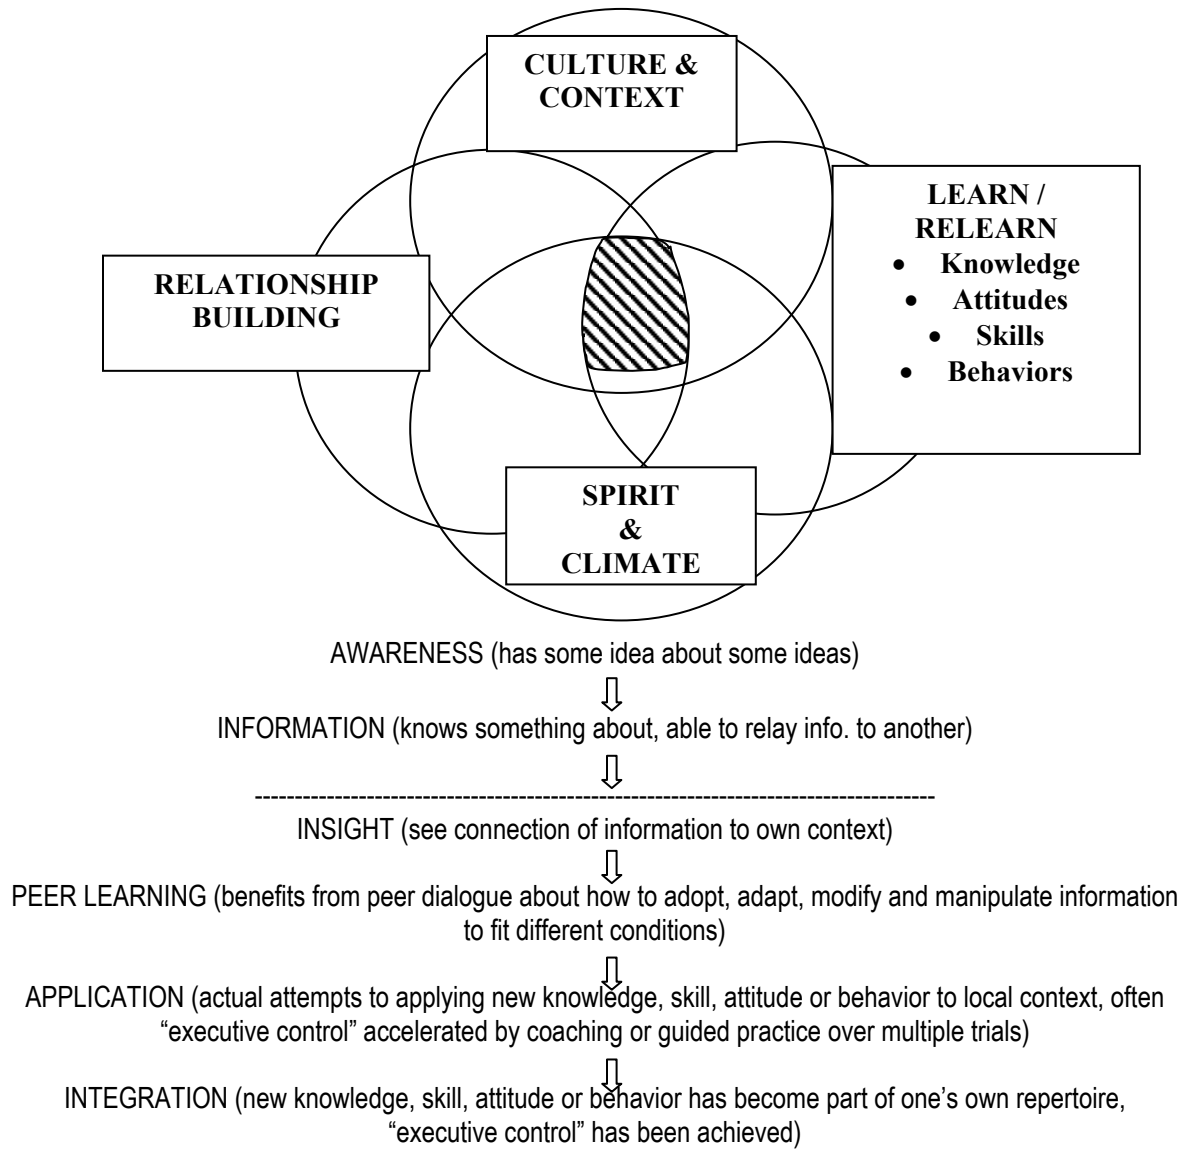 CULTURE &
CONTEXT
LEARN /
RELEARN
• Knowledge
• Attitudes
• Skills
• Behaviors
RELATIONSHIP
BUILDING
SPIRIT
&
CLIMATE
AWARENESS (has some idea about some ideas)
INFORMATION (knows something about, able to relay info. to another)
-------------------------------------------------------------------------------------
INSIGHT (see connection of information to own context)
PEER LEARNING (benefits from peer dialogue about how to adopt, adapt, modify and manipulate information
to fit different conditions)
APPLICATION (actual attempts to applying new knowledge, skill, attitude or behavior to local context, often
“executive control” accelerated by coaching or guided practice over multiple trials)
INTEGRATION (new knowledge, skill, attitude or behavior has become part of one’s own repertoire,
“executive control” has been achieved)